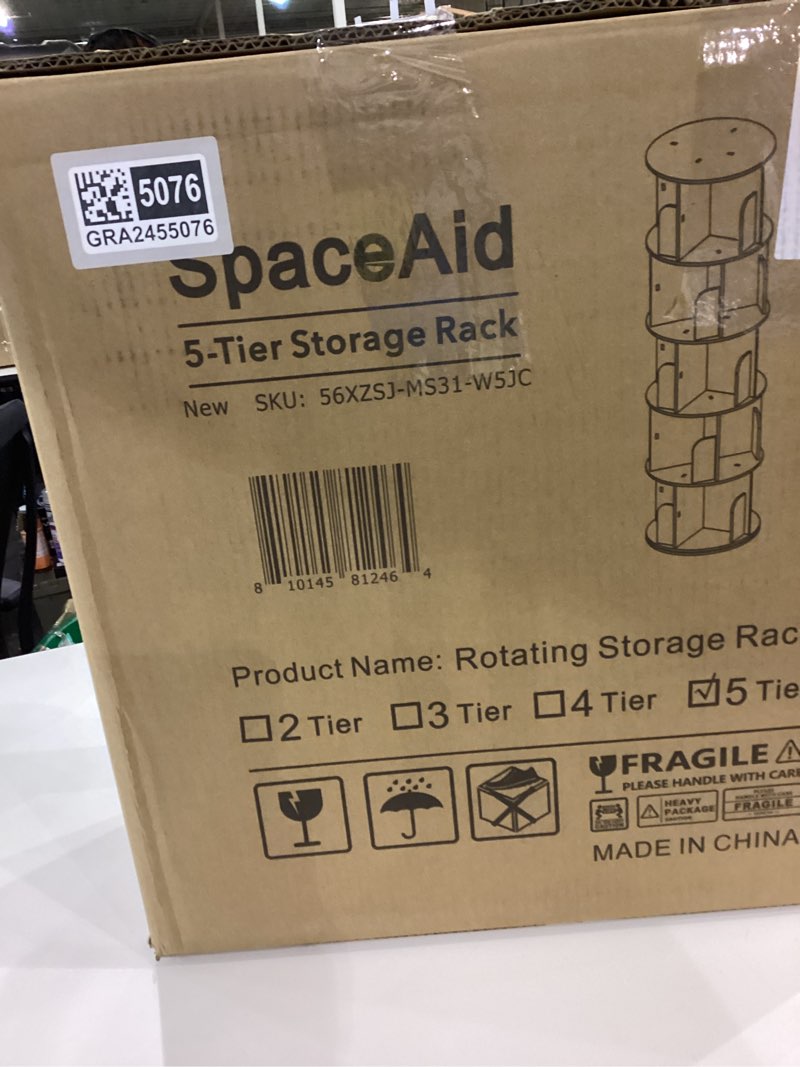 5076
GRA2455076
SpaceAid
5-Tier Storage Rack
New SKU: 56XZSJ-MS31-W5JC
8 10145 81246 4
Product Name: Rotating Storage Rac
2 Tier 3 Tier 4 Tier 5 Tie
FRAGILE
PLEASE HANDLE WITH CARE
HEAVY
PACKAGE
FRAGILE
MADE IN CHINA